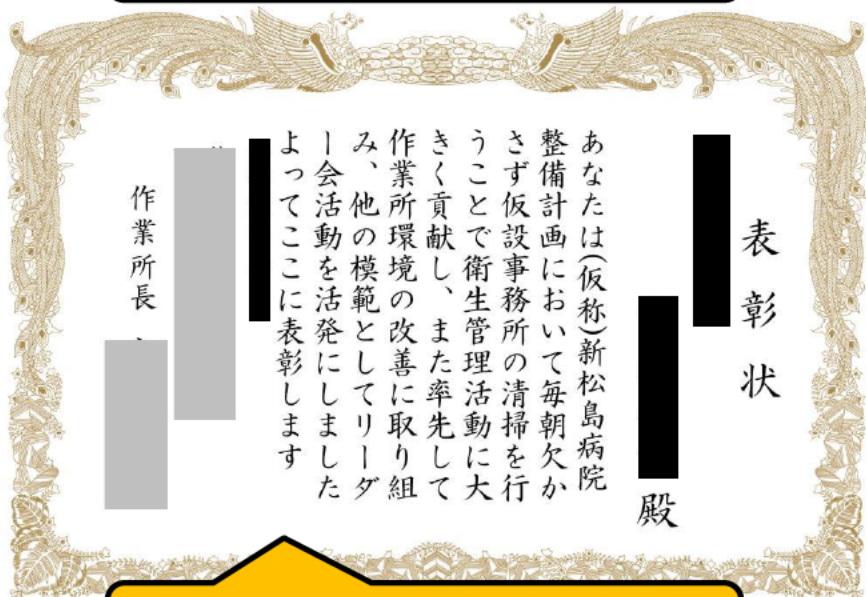 表彰状
殿
あなたは(仮称)新松島病院
整備計画において毎朝欠か
さず仮設事務所の清掃を行
うことで衛生管理活動に大
きく貢献し、また率先して
作業所環境の改善に取り組
み、他の模範としてリーダ
ー会活動を活発にしました
よってここに表彰します
作業所長